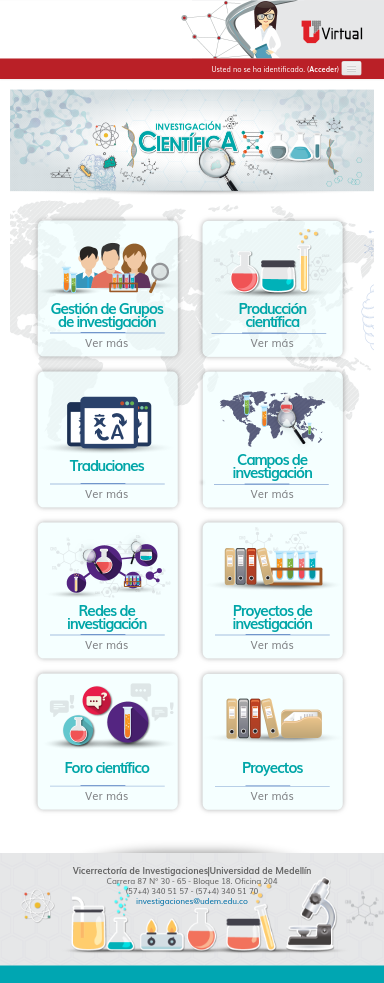 Virtual
Usted no se ha identificado. (Acceder)
INVESTIGACIÓN
CIENTÍFICA
Gestión de Grupos
de investigación
Ver más
Producción
científica
Ver más
Traducciones
Ver más
Campos de
investigación
Ver más
Redes de
investigación
Ver más
Proyectos de
investigación
Ver más
Foro científico
Ver más
Proyectos
Ver más
Vicerrectoría de Investigaciones|Universidad de Medellín
Carrera 87 N° 30 - 65 - Bloque 18. Oficina 204
(57+4) 340 51 57 - (57+4) 340 51 70
investigaciones@udem.edu.co